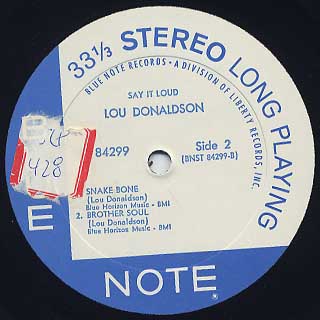 33⅓ STEREO LONG PLAYING
BLUE NOTE RECORDS • A DIVISION OF LIBERTY RECORDS, INC.
SAY IT LOUD
LOU DONALDSON
84299
Side 2
(BNST 84299-B)
428
SNAKE BONE
(Lou Donaldson)
Blue Horizon Music - BMI
2. BROTHER SOUL
(Lou Donaldson)
Blue Horizon Music - BMI
E
NOTE